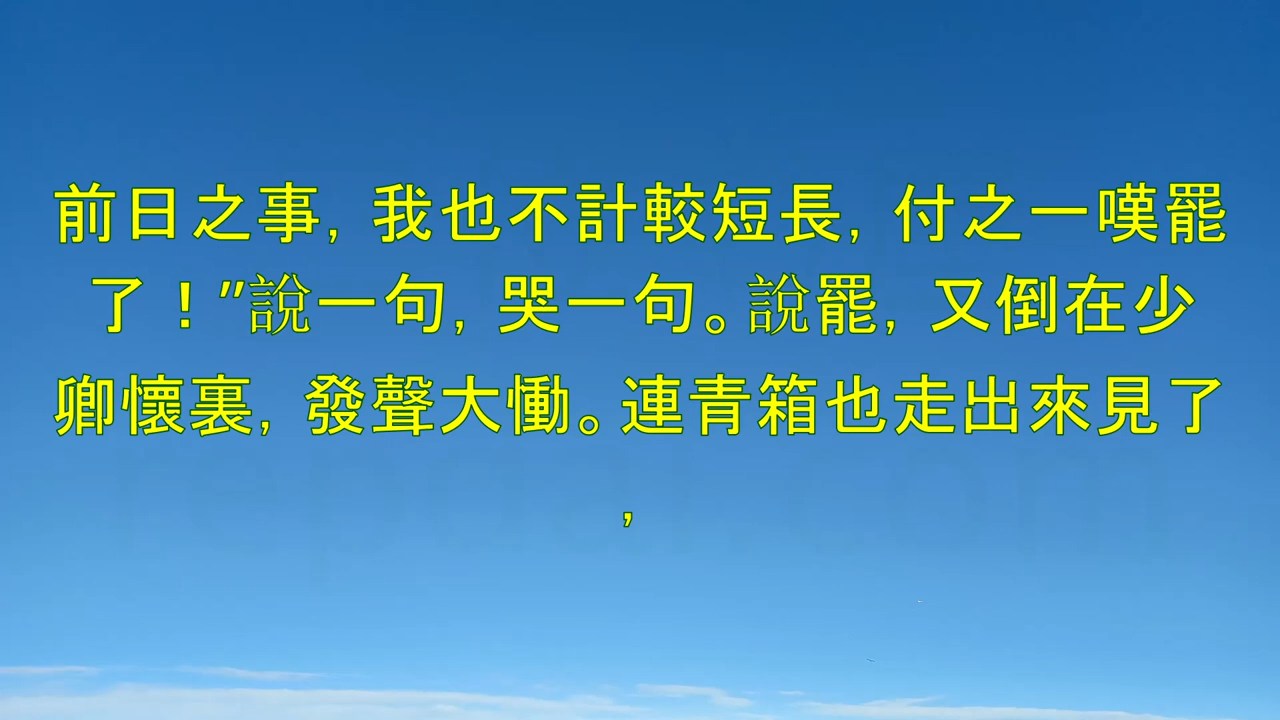 前日之事，我也不計較短長，付之一嘆罷
了！”說一句，哭一句。說罷，又倒在少
卿懷裏，發聲大慟。連青箱也走出來見了
，